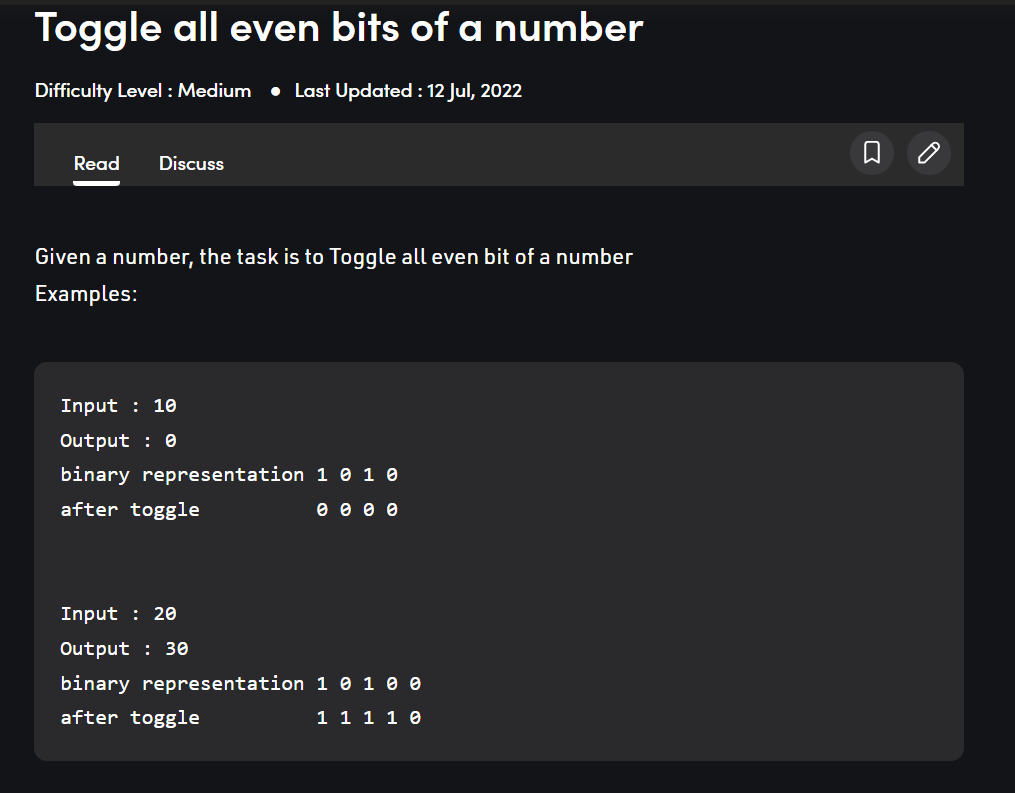 Toggle all even bits of a number
Difficulty Level : Medium ● Last Updated : 12 Jul, 2022
Read Discuss
Given a number, the task is to Toggle all even bit of a number
Examples:
Input : 10
Output : 0
binary representation 1 0 1 0
after toggle 0 0 0 0
Input : 20
Output : 30
binary representation 1 0 1 0 0
after toggle 1 1 1 1 0